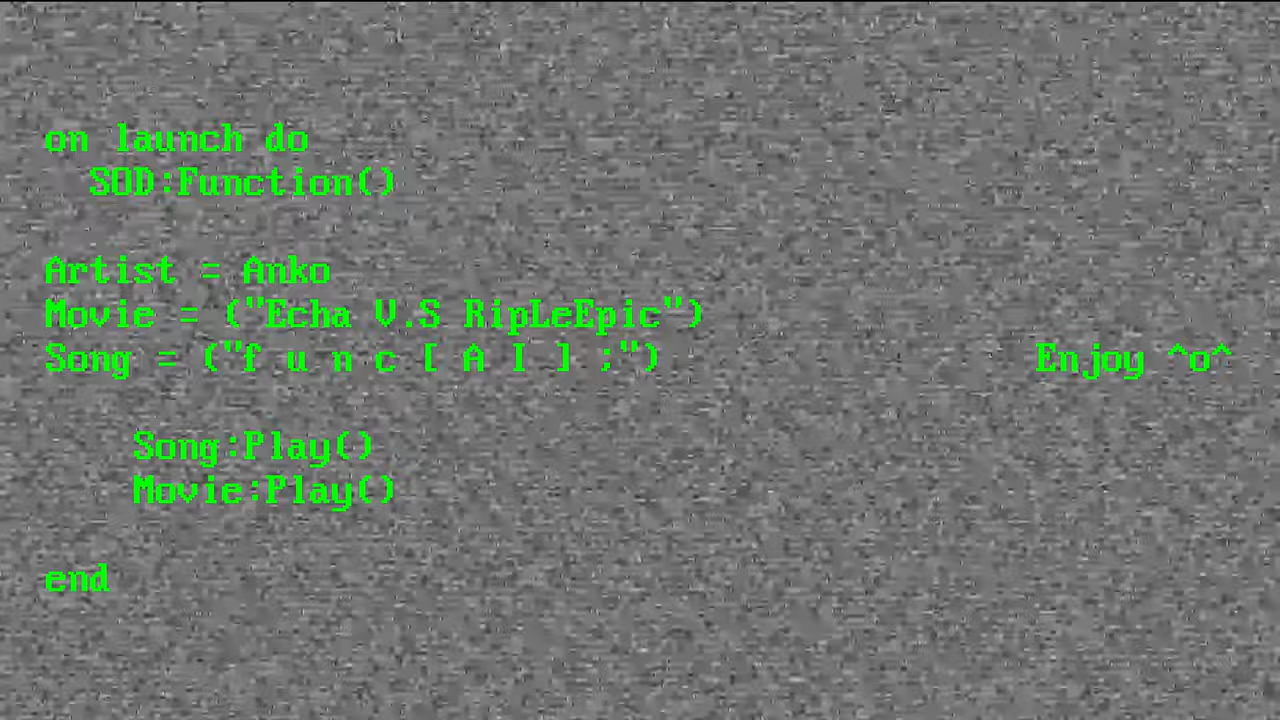 on launch do
SOD:Function()
Artist = Anko
Movie = ("Echa V.S RipLeEpic")
Song = ("f u n c [ A I ] ;") Enjoy ^o^
Song:Play()
Movie:Play()
end